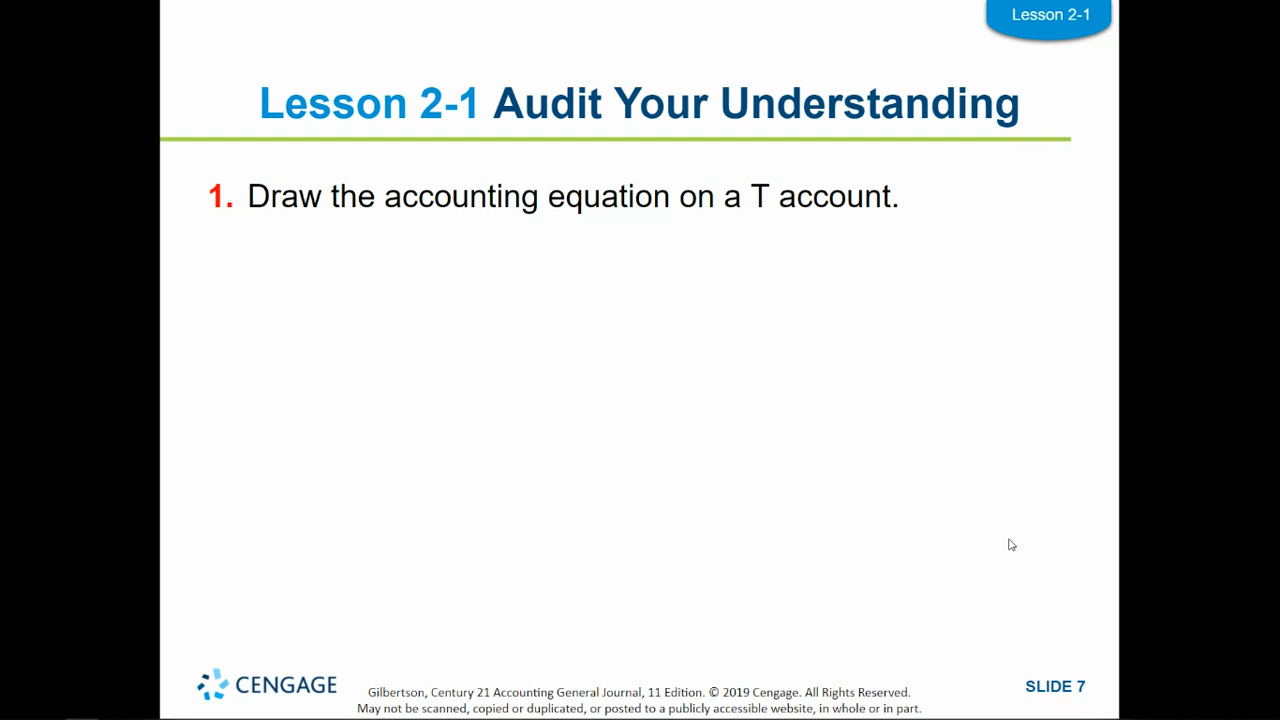 Lesson 2-1
Lesson 2-1 Audit Your Understanding
1. Draw the accounting equation on a T account.
CENGAGE
Gilbertson, Century 21 Accounting General Journal, 11 Edition. © 2019 Cengage. All Rights Reserved.
May not be scanned, copied or duplicated, or posted to a publicly accessible website, in whole or in part.
SLIDE 7